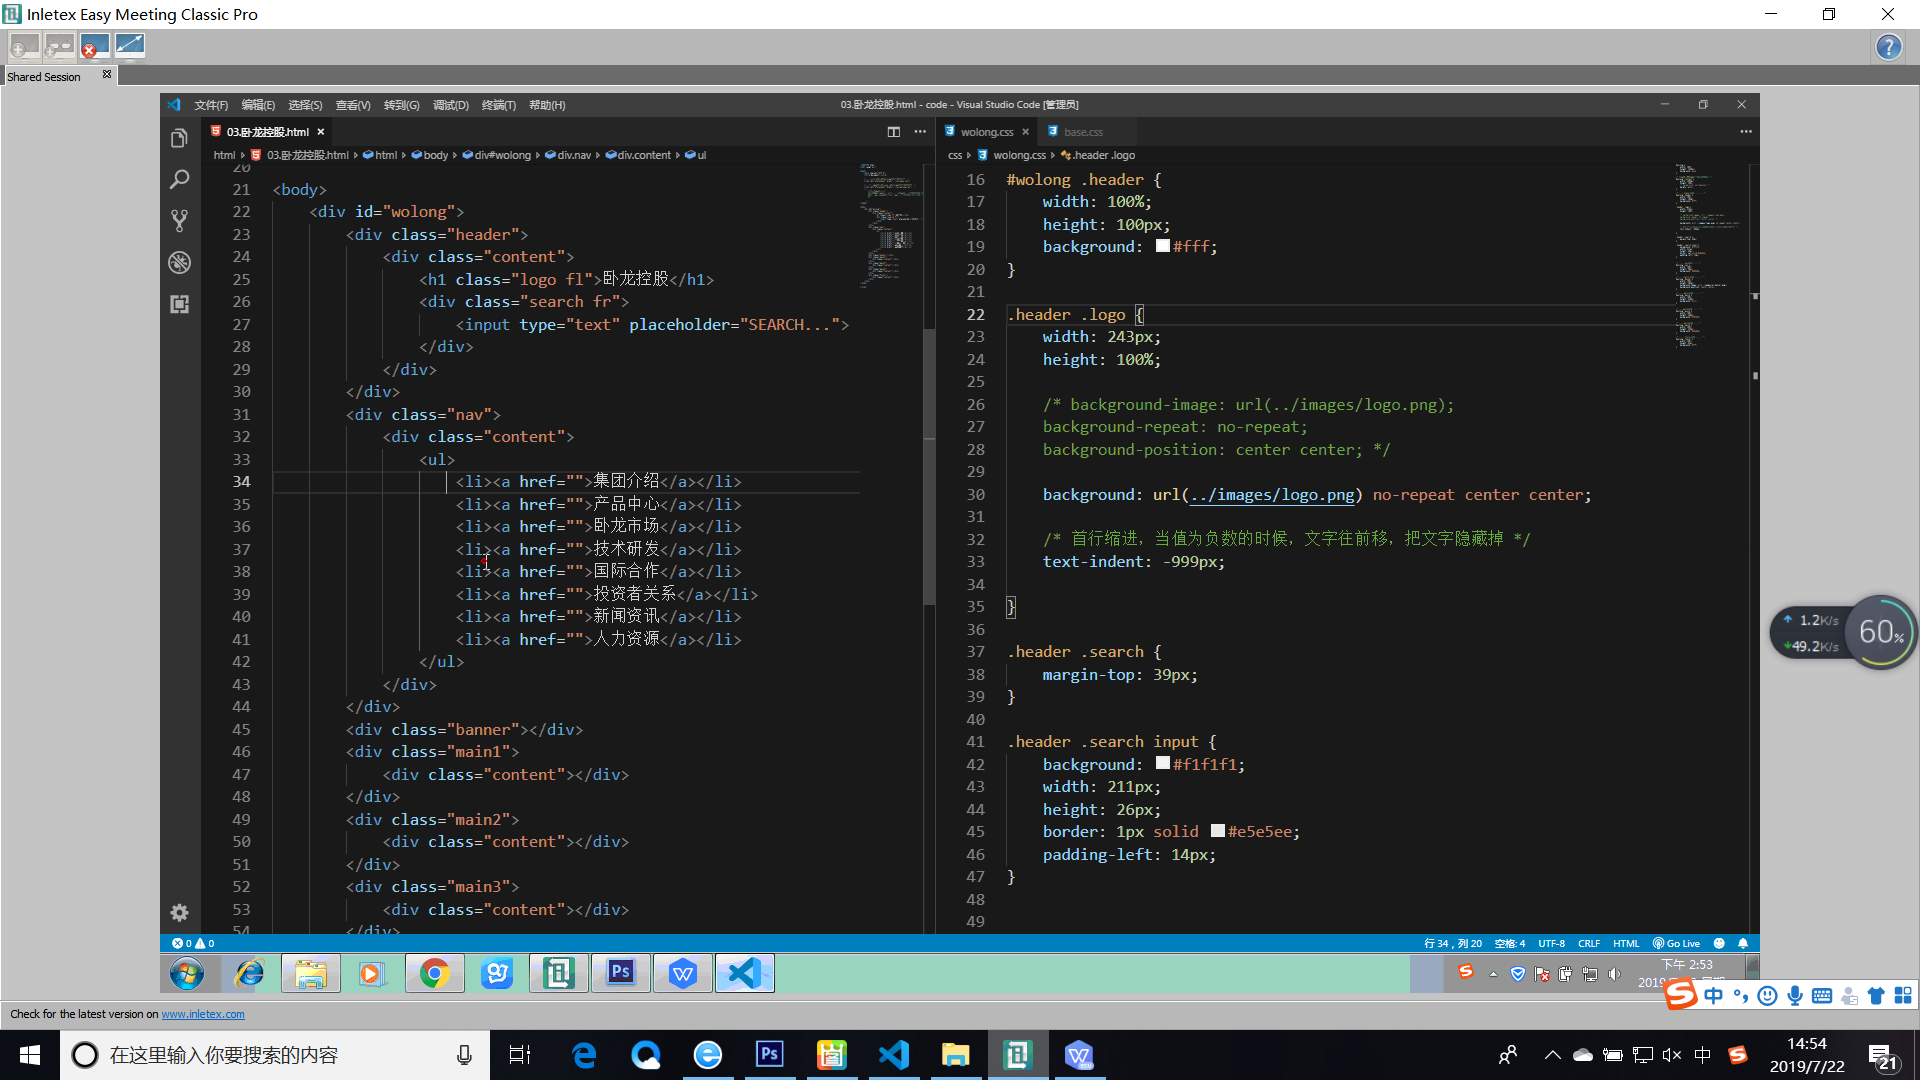 Inletex Easy Meeting Classic Pro
Shared Session
文件(F) 编辑(E) 选择(S) 查看(V) 转到(G) 调试(D) 终端(T) 帮助(H)
03.卧龙控股.html - code - Visual Studio Code [管理员]
03.卧龙控股.html
html › 03.卧龙控股.html › html › body › div#wolong › div.nav › div.content › ul
20
21 <body>
22 <div id="wolong">
23 <div class="header">
24 <div class="content">
25 <h1 class="logo fl">卧龙控股</h1>
26 <div class="search fr">
27 <input type="text" placeholder="SEARCH...">
28 </div>
29 </div>
30 </div>
31 <div class="nav">
32 <div class="content">
33 <ul>
34 <li><a href="">集团介绍</a></li>
35 <li><a href="">产品中心</a></li>
36 <li><a href="">卧龙市场</a></li>
37 <li><a href="">技术研发</a></li>
38 <li><a href="">国际合作</a></li>
39 <li><a href="">投资者关系</a></li>
40 <li><a href="">新闻资讯</a></li>
41 <li><a href="">人力资源</a></li>
42 </ul>
43 </div>
44 </div>
45 <div class="banner"></div>
46 <div class="main1">
47 <div class="content"></div>
48 </div>
49 <div class="main2">
50 <div class="content"></div>
51 </div>
52 <div class="main3">
53 <div class="content"></div>
54 </div>
wolong.css base.css
css › wolong.css › .header .logo
16 #wolong .header {
17 width: 100%;
18 height: 100px;
19 background: #fff;
20 }
21
22 .header .logo {
23 width: 243px;
24 height: 100%;
25
26 /* background-image: url(../images/logo.png);
27 background-repeat: no-repeat;
28 background-position: center center; */
29
30 background: url(../images/logo.png) no-repeat center center;
31
32 /* 首行缩进，当值为负数的时候，文字往前移，把文字隐藏掉 */
33 text-indent: -999px;
34
35 }
36
37 .header .search {
38 margin-top: 39px;
39 }
40
41 .header .search input {
42 background: #f1f1f1;
43 width: 211px;
44 height: 26px;
45 border: 1px solid #e5e5ee;
46 padding-left: 14px;
47 }
48
49
1.2K/s
49.2K/s
60%
0 0
行 34，列 20 空格: 4 UTF-8 CRLF HTML Go Live
下午 2:53
2019
中
Check for the latest version on www.inletex.com
在这里输入你要搜索的内容
中
14:54
2019/7/22
21